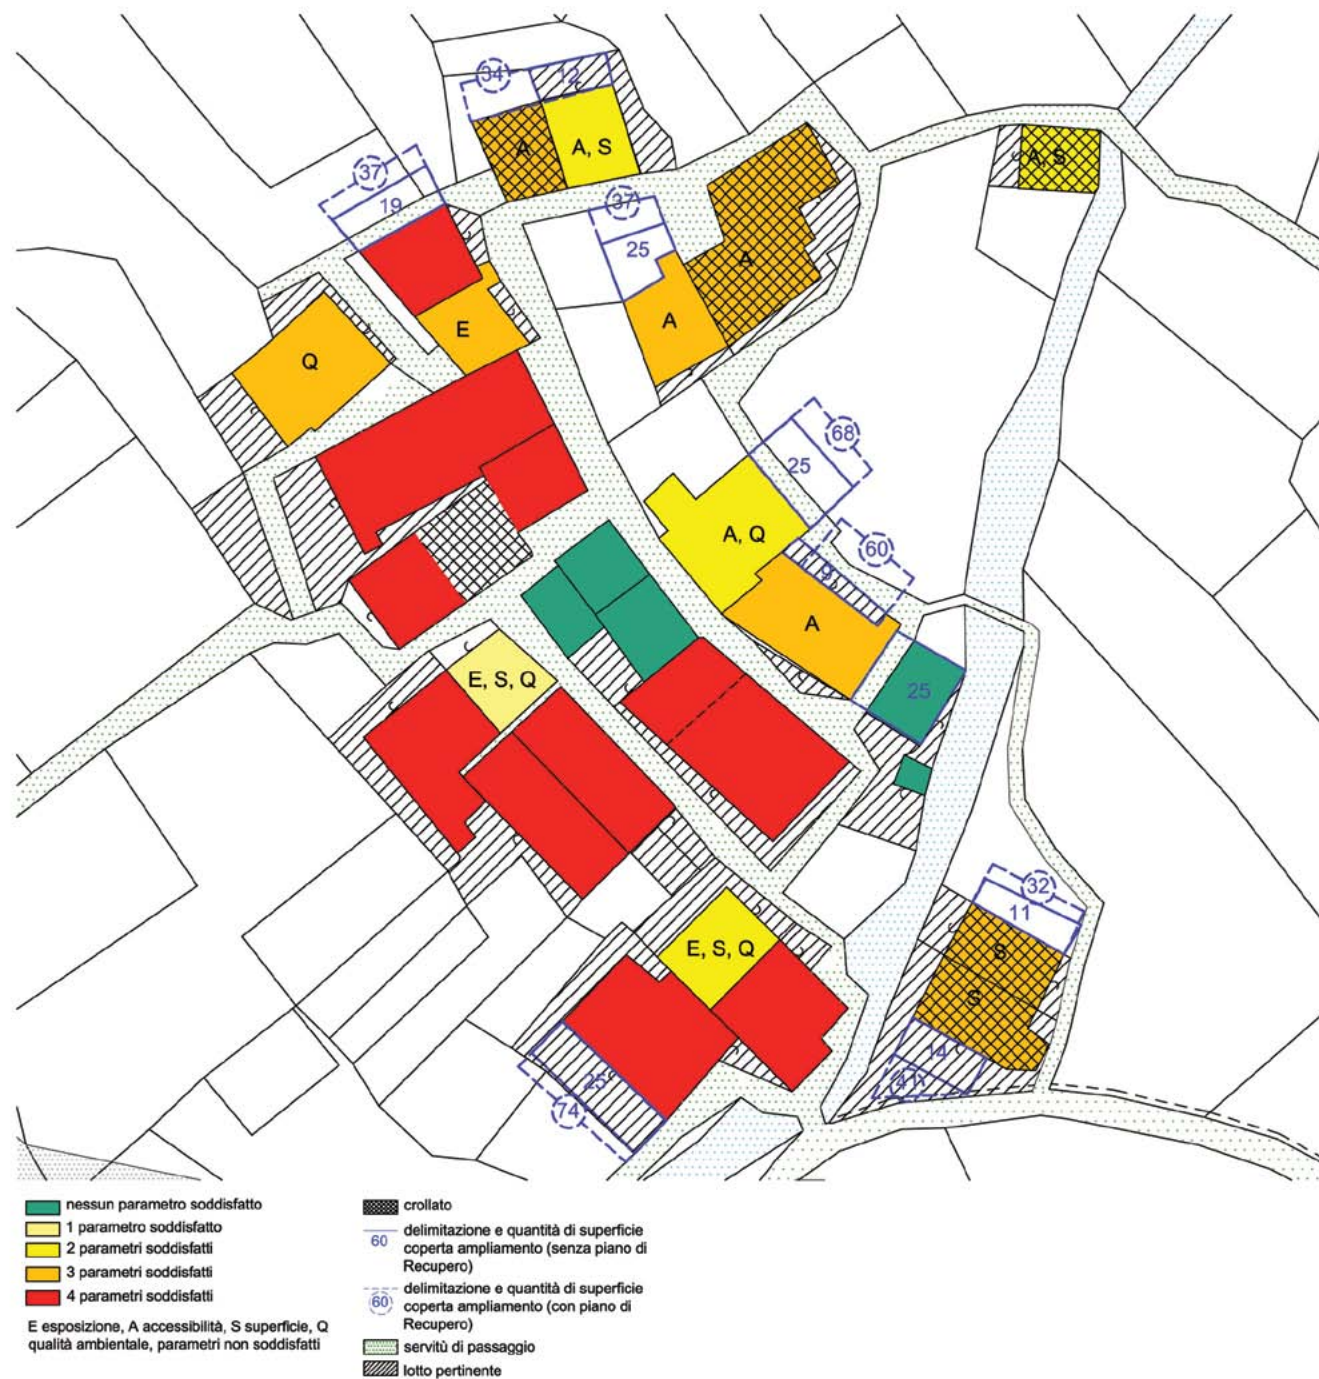 34
12
A
A, S
A, S
37
19
37
25
A
E
A
Q
68
25
A, Q
60
9
A
E, S, Q
25
32
11
S
E, S, Q
S
14
41
25
74
nessun parametro soddisfatto
1 parametro soddisfatto
2 parametri soddisfatti
3 parametri soddisfatti
4 parametri soddisfatti
E esposizione, A accessibilità, S superficie, Q
qualità ambientale, parametri non soddisfatti
crollato
60
delimitazione e quantità di superficie
coperta ampliamento (senza piano di
Recupero)
60
delimitazione e quantità di superficie
coperta ampliamento (con piano di
Recupero)
servitù di passaggio
lotto pertinente